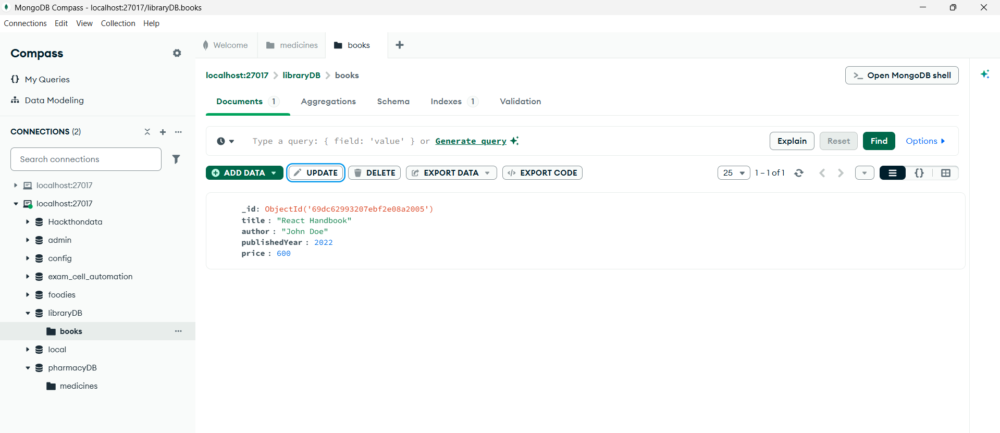 MongoDB Compass - localhost:27017/libraryDB.books
Connections Edit View Collection Help
Compass
My Queries
Data Modeling
CONNECTIONS (2)
Search connections
localhost:27017
localhost:27017
Hackthondata
admin
config
exam_cell_automation
foodies
libraryDB
books
local
pharmacyDB
medicines
Welcome medicines books
localhost:27017 libraryDB books
Open MongoDB shell
Documents 1 Aggregations Schema Indexes 1 Validation
Type a query: { field: 'value' } or Generate query
Explain Reset Find Options
ADD DATA UPDATE DELETE EXPORT DATA EXPORT CODE 25 1 – 1 of 1
_id: ObjectId('69dc62993207ebf2e08a2005')
title : "React Handbook"
author : "John Doe"
publishedYear : 2022
price : 600